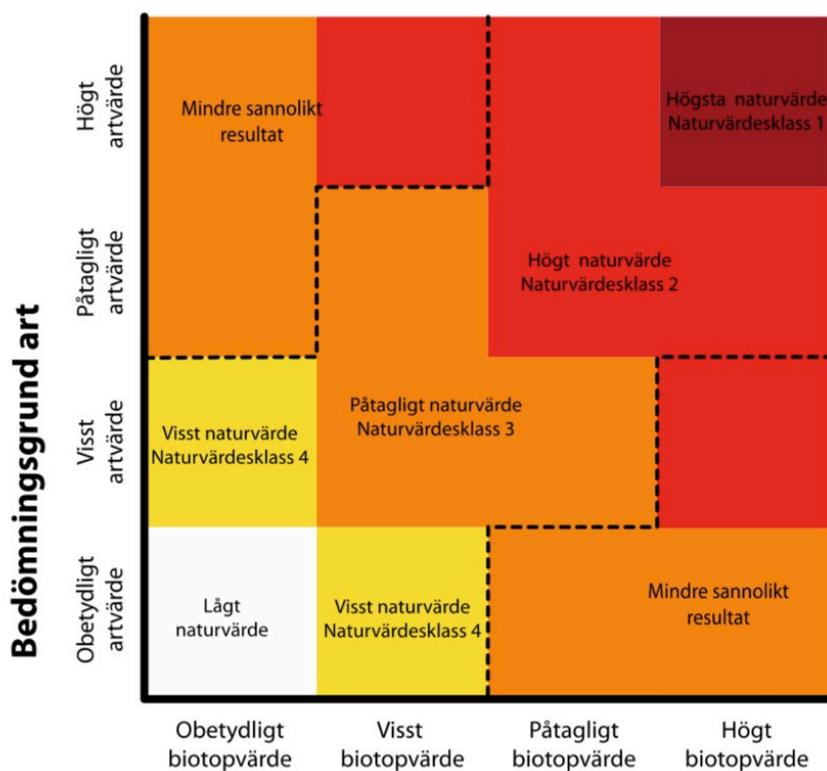 Bedömningsgrund art
Högt
artvärde
Påtagligt
artvärde
Visst
artvärde
Obetydligt
artvärde
Mindre sannolikt
resultat
Högsta naturvärde
Naturvärdesklass 1
Högt naturvärde
Naturvärdesklass 2
Påtagligt naturvärde
Naturvärdesklass 3
Visst naturvärde
Naturvärdesklass 4
Lågt
naturvärde
Visst naturvärde
Naturvärdesklass 4
Mindre sannolikt
resultat
Obetydligt
biotopvärde
Visst
biotopvärde
Påtagligt
biotopvärde
Högt
biotopvärde